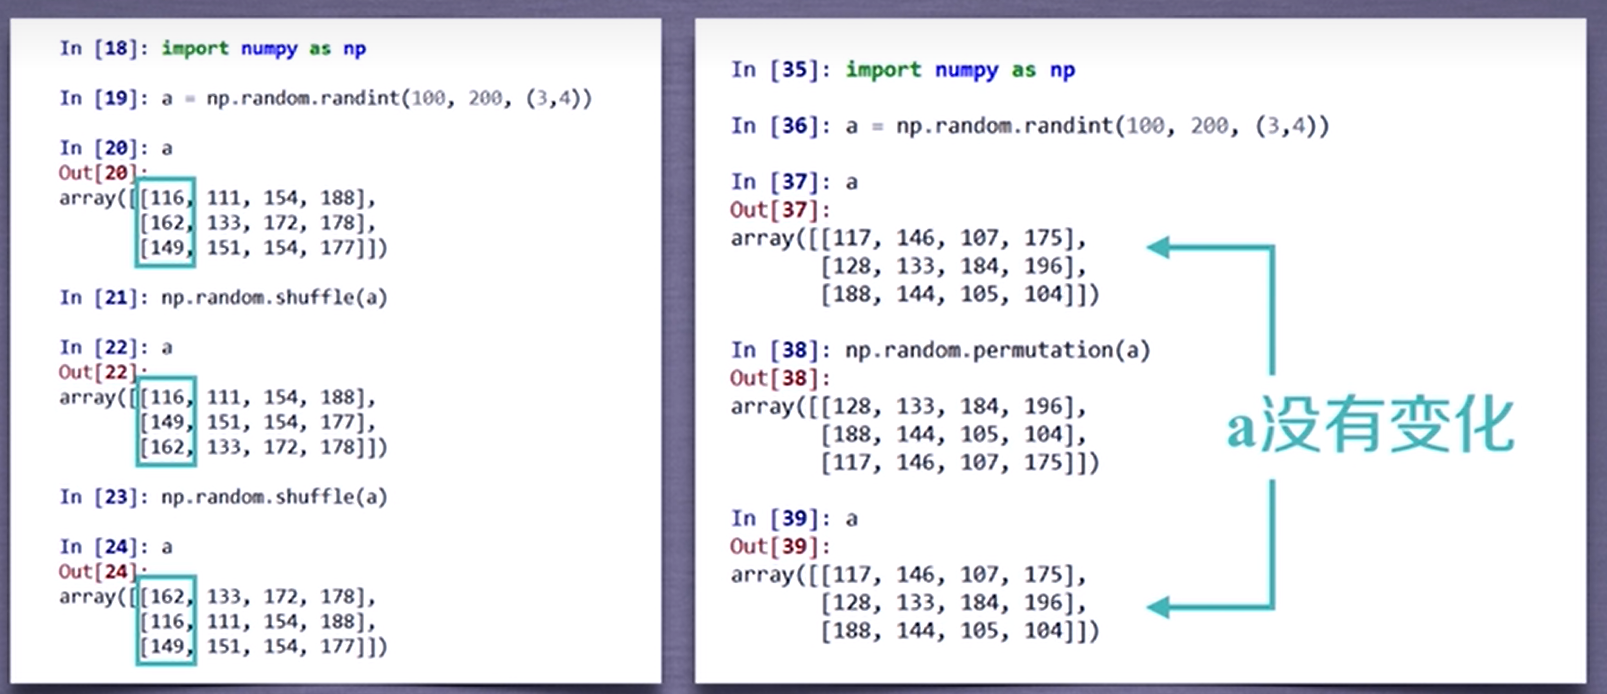 In [18]: import numpy as np
In [19]: a = np.random.randint(100, 200, (3,4))
In [20]: a
Out[20]:
array([[116, 111, 154, 188],
[162, 133, 172, 178],
[149, 151, 154, 177]])
In [21]: np.random.shuffle(a)
In [22]: a
Out[22]:
array([[116, 111, 154, 188],
[149, 151, 154, 177],
[162, 133, 172, 178]])
In [23]: np.random.shuffle(a)
In [24]: a
Out[24]:
array([[162, 133, 172, 178],
[116, 111, 154, 188],
[149, 151, 154, 177]])
In [35]: import numpy as np
In [36]: a = np.random.randint(100, 200, (3,4))
In [37]: a
Out[37]:
array([[117, 146, 107, 175],
[128, 133, 184, 196],
[188, 144, 105, 104]])
In [38]: np.random.permutation(a)
Out[38]:
array([[128, 133, 184, 196],
[188, 144, 105, 104],
[117, 146, 107, 175]])
In [39]: a
Out[39]:
array([[117, 146, 107, 175],
[128, 133, 184, 196],
[188, 144, 105, 104]])
a没有变化